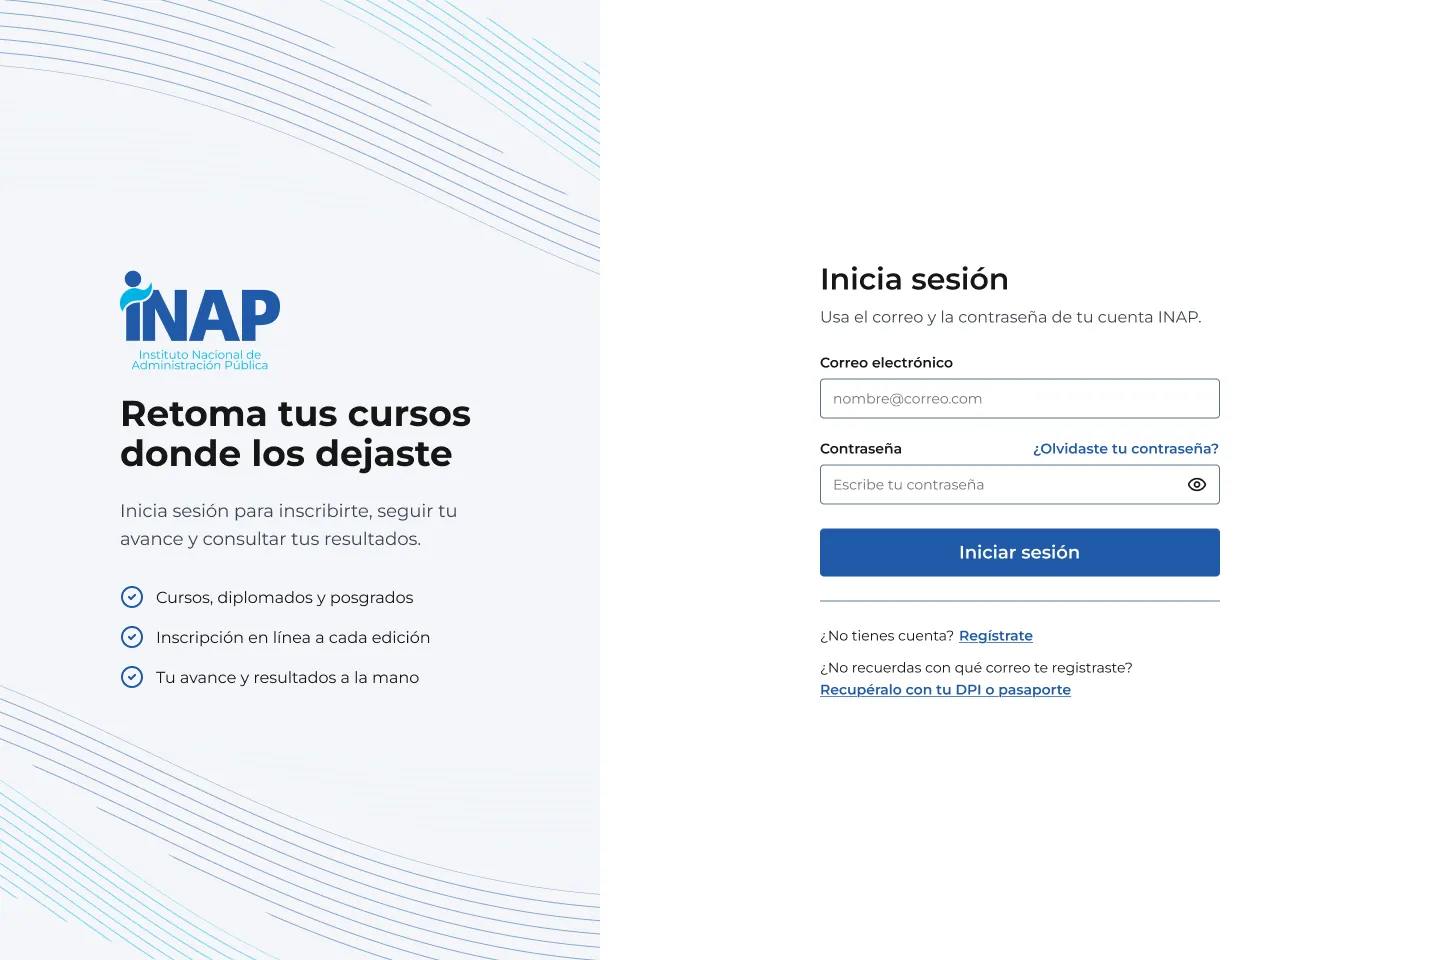 iNAP
Instituto Nacional de
Administración Pública
Retoma tus cursos
donde los dejaste
Inicia sesión para inscribirte, seguir tu
avance y consultar tus resultados.
Cursos, diplomados y posgrados
Inscripción en línea a cada edición
Tu avance y resultados a la mano
Inicia sesión
Usa el correo y la contraseña de tu cuenta INAP.
Correo electrónico
nombre@correo.com
Contraseña ¿Olvidaste tu contraseña?
Escribe tu contraseña
Iniciar sesión
¿No tienes cuenta? Regístrate
¿No recuerdas con qué correo te registraste?
Recupéralo con tu DPI o pasaporte